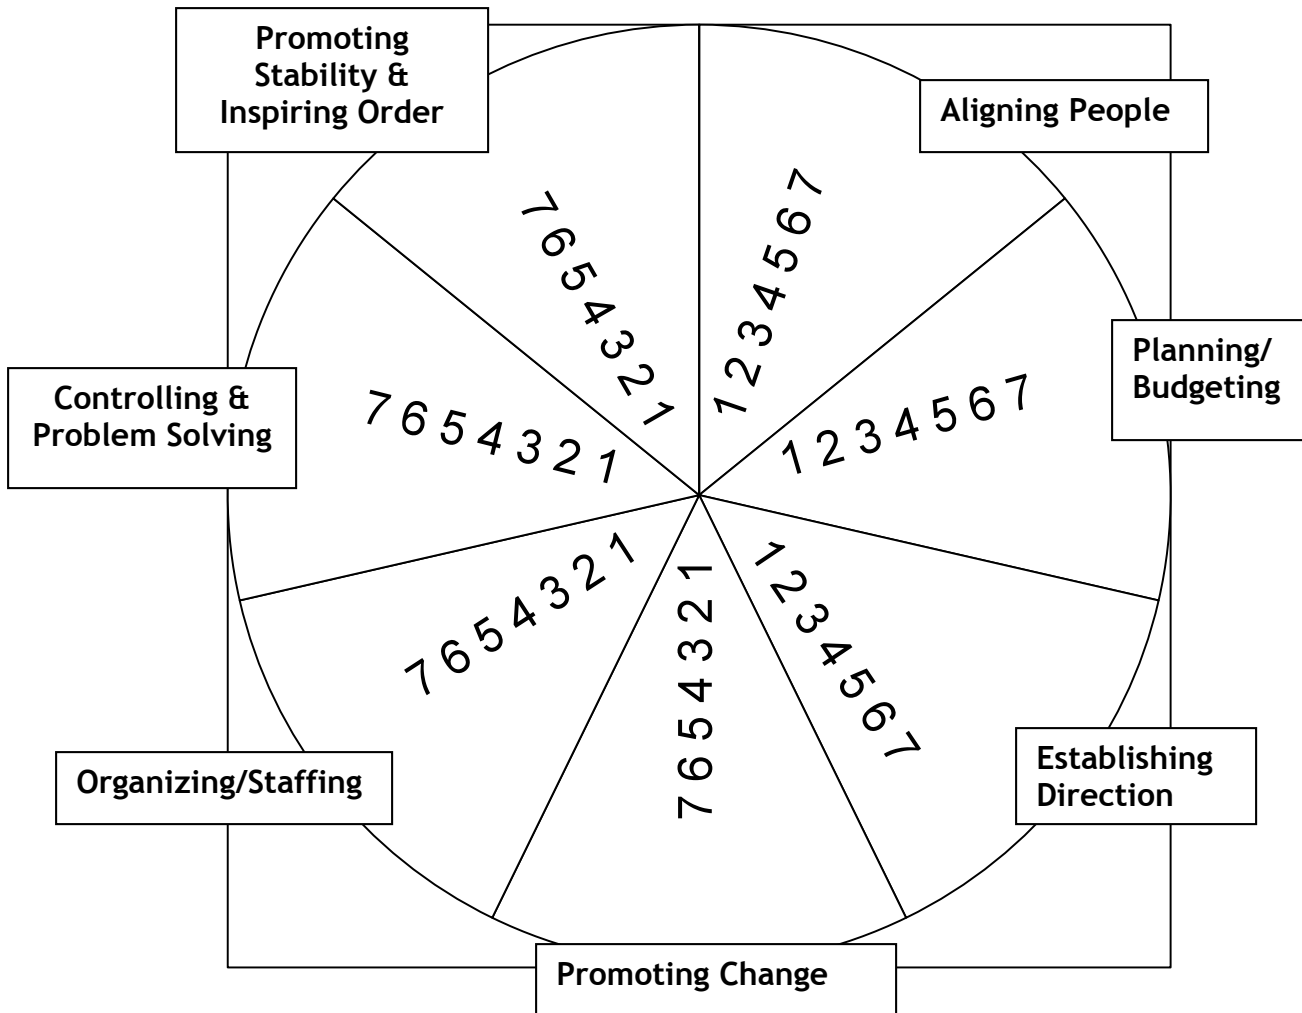 Promoting
Stability &
Inspiring Order
Aligning People
7 6 5 4 3 2 1
1 2 3 4 5 6 7
Planning/
Budgeting
Controlling &
Problem Solving
7 6 5 4 3 2 1
1 2 3 4 5 6 7
7 6 5 4 3 2 1
7 6 5 4 3 2 1
1 2 3 4 5 6 7
Organizing/Staffing
Establishing
Direction
Promoting Change